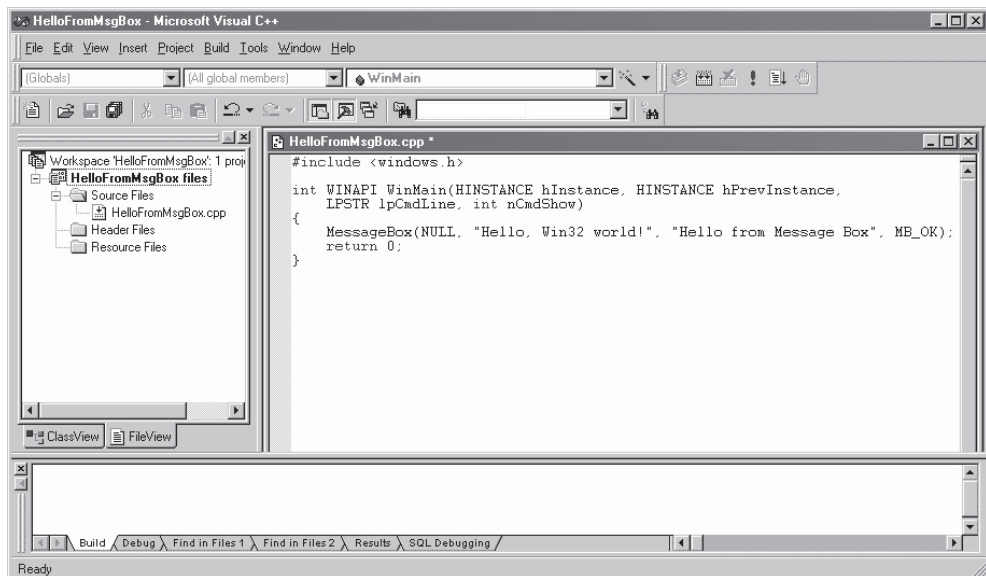 HelloFromMsgBox - Microsoft Visual C++
File Edit View Insert Project Build Tools Window Help
(Globals) (All global members) WinMain
HelloFromMsgBox.cpp *
Workspace 'HelloFromMsgBox': 1 proje
HelloFromMsgBox files
Source Files
HelloFromMsgBox.cpp
Header Files
Resource Files
ClassView FileView
#include <windows.h>
int WINAPI WinMain(HINSTANCE hInstance, HINSTANCE hPrevInstance,
LPSTR lpCmdLine, int nCmdShow)
{
MessageBox(NULL, "Hello, Win32 world!", "Hello from Message Box", MB_OK);
return 0;
}
Build Debug Find in Files 1 Find in Files 2 Results SQL Debugging
Ready